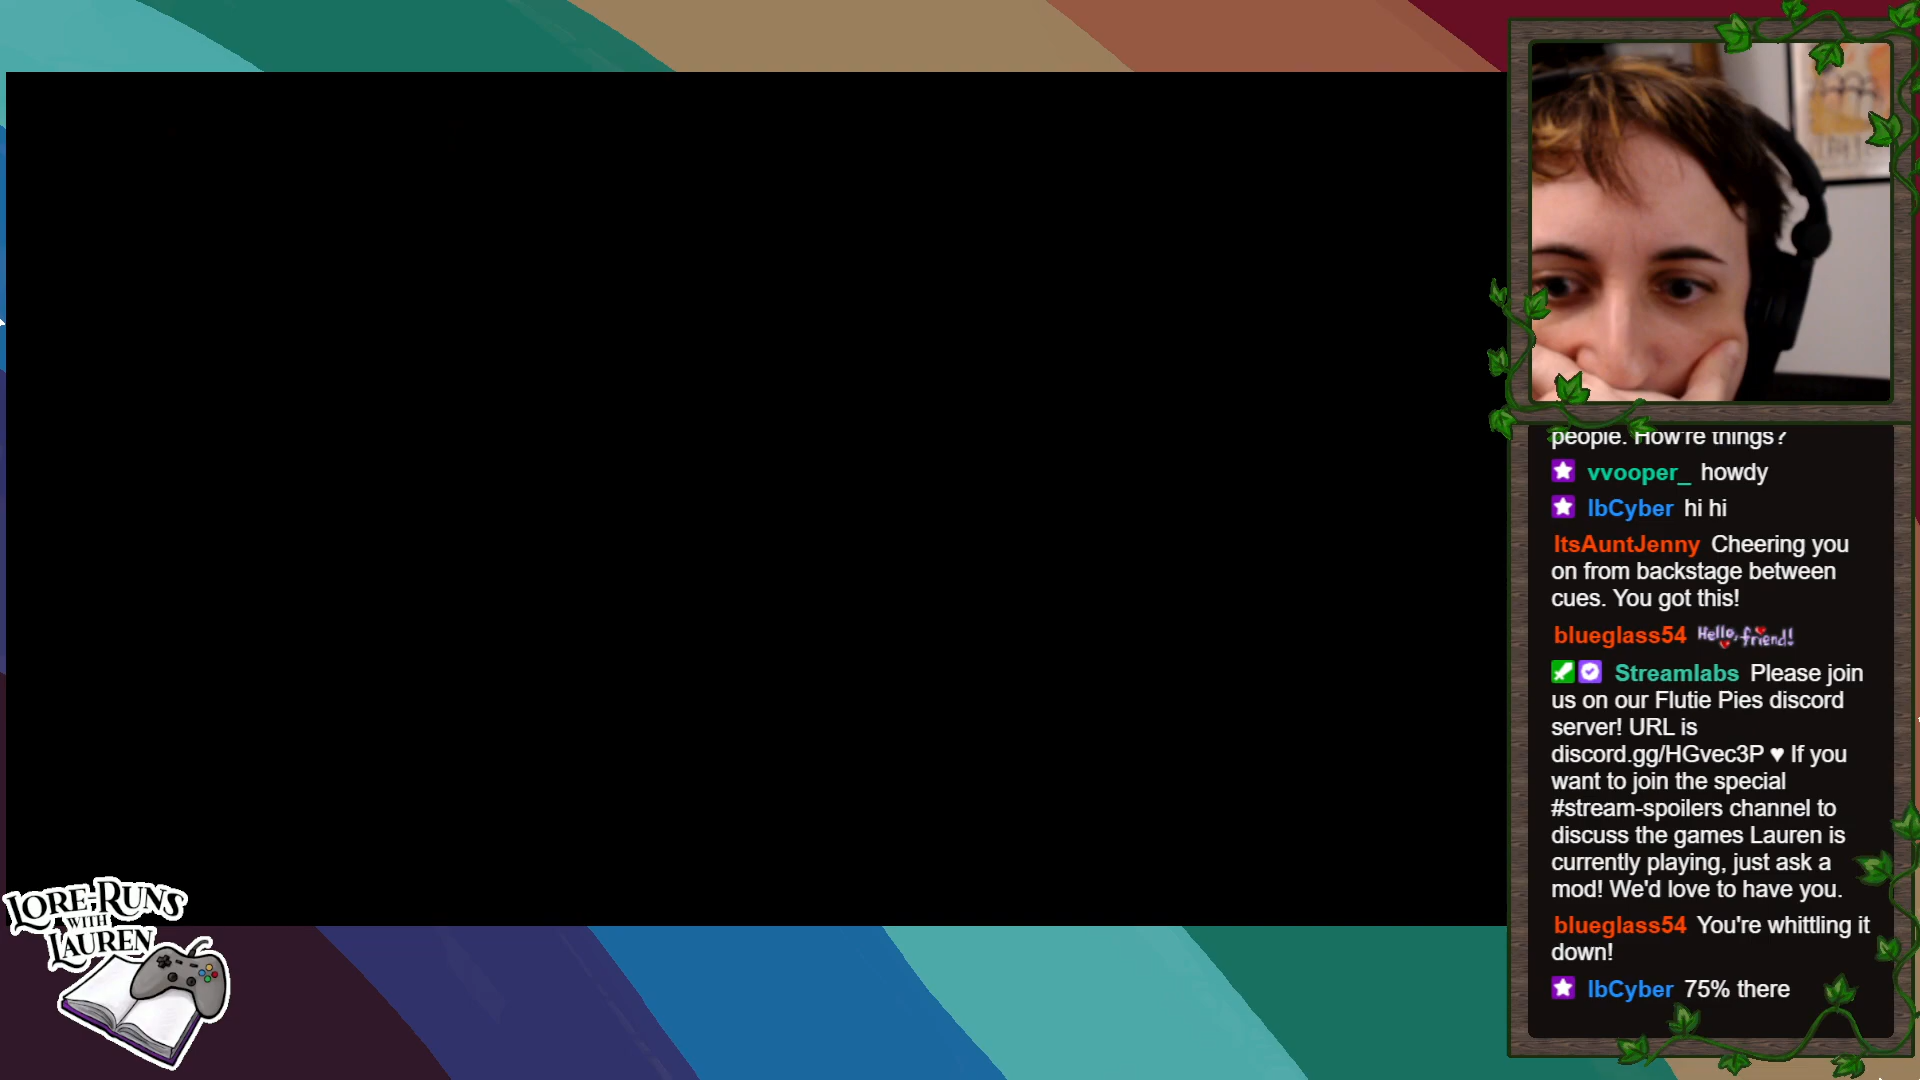 people. How're things?
vvooper_ howdy
IbCyber hi hi
ItsAuntJenny Cheering you
on from backstage between
cues. You got this!
blueglass54 Hello, friend!
Streamlabs Please join
us on our Flutie Pies discord
server! URL is
discord.gg/HGvec3P ♥ If you
want to join the special
#stream-spoilers channel to
discuss the games Lauren is
currently playing, just ask a
mod! We'd love to have you.
blueglass54 You're whittling it
down!
IbCyber 75% there
LORE-RUNS
WITH
LAUREN